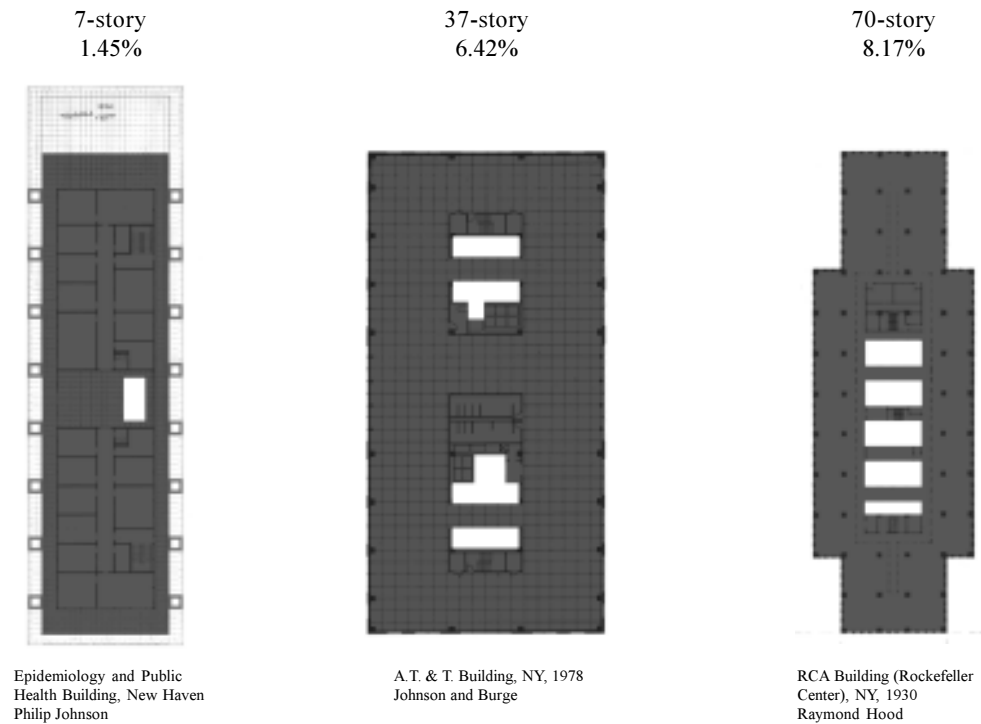 7-story
1.45%
37-story
6.42%
70-story
8.17%
Epidemiology and Public
Health Building, New Haven
Philip Johnson
A.T. & T. Building, NY, 1978
Johnson and Burge
RCA Building (Rockefeller
Center), NY, 1930
Raymond Hood